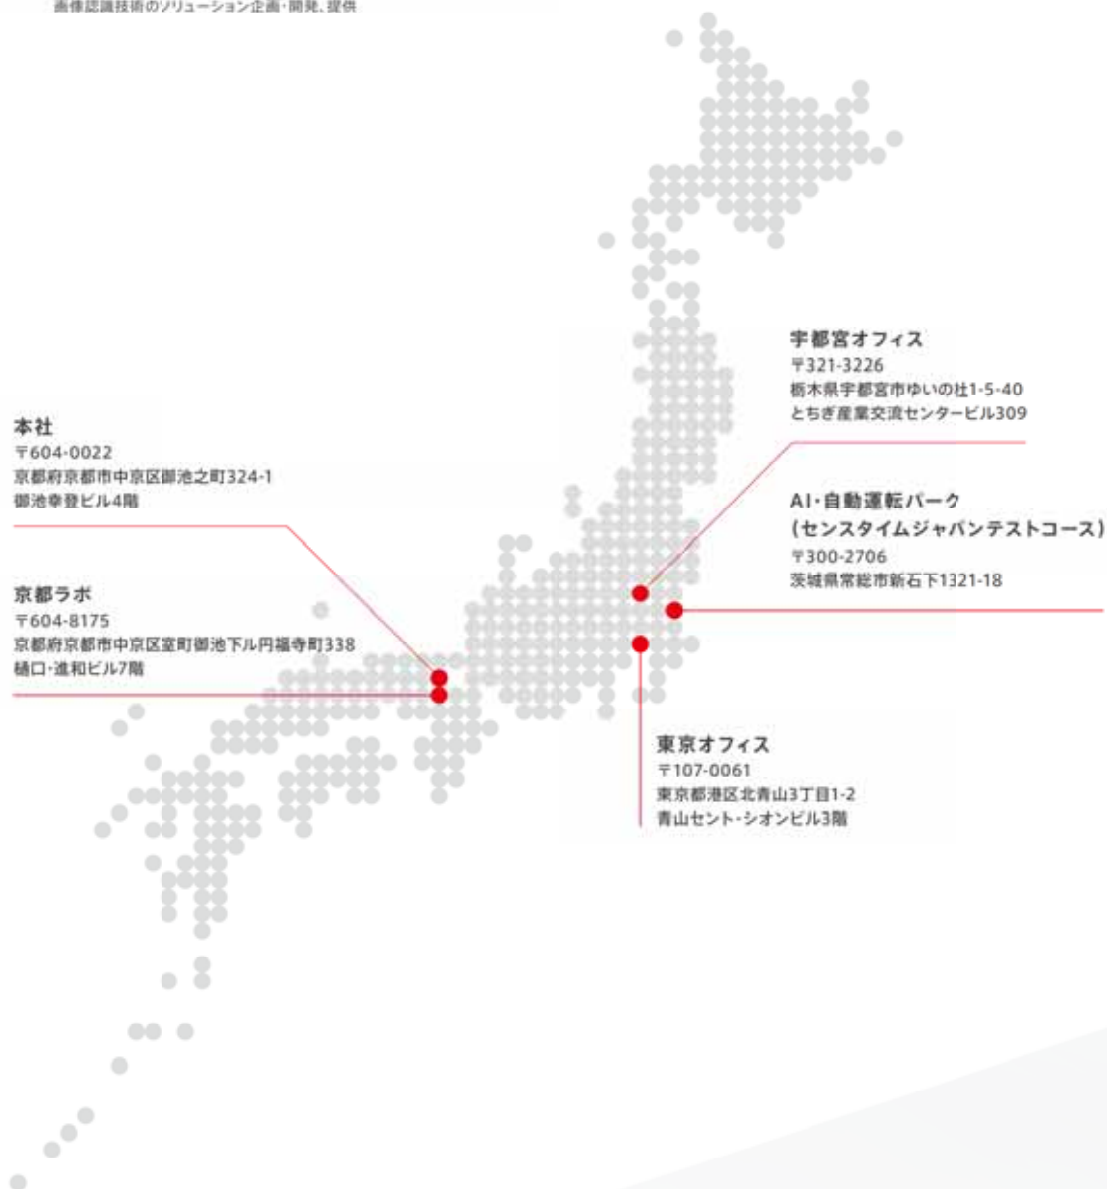 画像認識技術のソリューション企画・開発、提供
本社
〒604-0022
京都府京都市中京区御池之町324-1
御池幸登ビル4階
京都ラボ
〒604-8175
京都府京都市中京区室町御池下ル円福寺町338
樋口・進和ビル7階
宇都宮オフィス
〒321-3226
栃木県宇都宮市ゆいの杜1-5-40
とちぎ産業交流センタービル309
AI・自動運転パーク
(センスタイムジャパンテストコース)
〒300-2706
茨城県常総市新石下1321-18
東京オフィス
〒107-0061
東京都港区北青山3丁目1-2
青山セント・シオンビル3階